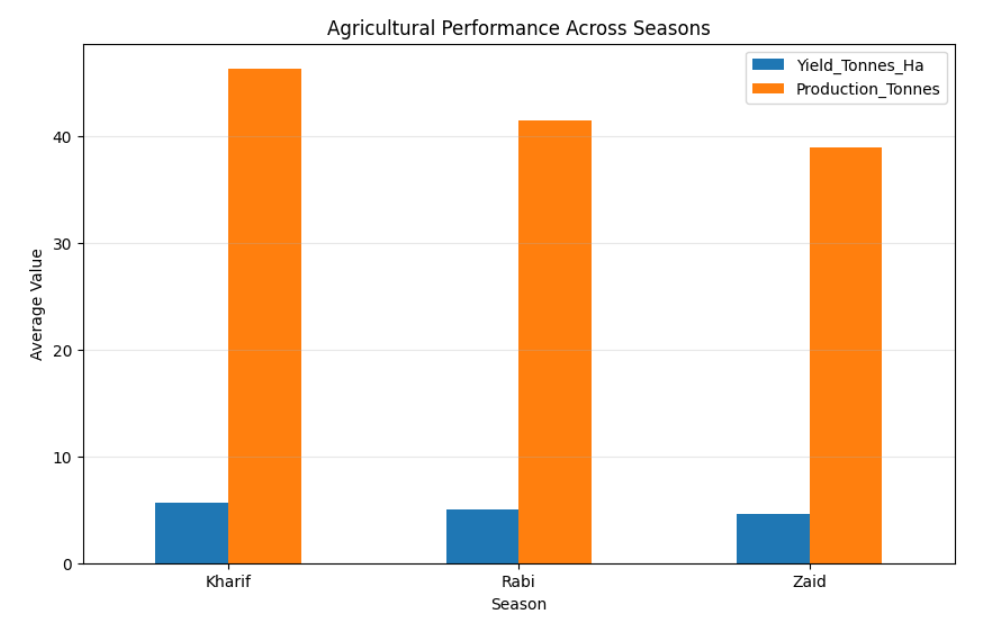 Agricultural Performance Across Seasons
Yield_Tonnes_Ha
Production_Tonnes
Average Value
40
30
20
10
0
Kharif
Rabi
Zaid
Season